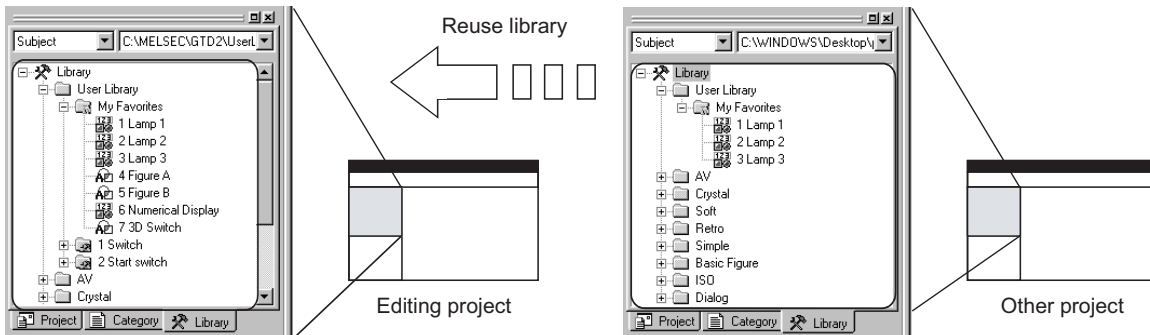 Subject
C:\MELSEC\GTD2\UserL
Library
User Library
My Favorites
1 Lamp 1
2 Lamp 2
3 Lamp 3
4 Figure A
5 Figure B
6 Numerical Display
7 3D Switch
1 Switch
2 Start switch
AV
Crystal
Project
Category
Library
Reuse library
Editing project
Subject
C:\WINDOWS\Desktop\
Library
User Library
My Favorites
1 Lamp 1
2 Lamp 2
3 Lamp 3
AV
Crystal
Soft
Retro
Simple
Basic Figure
ISO
Dialog
Project
Category
Library
Other project